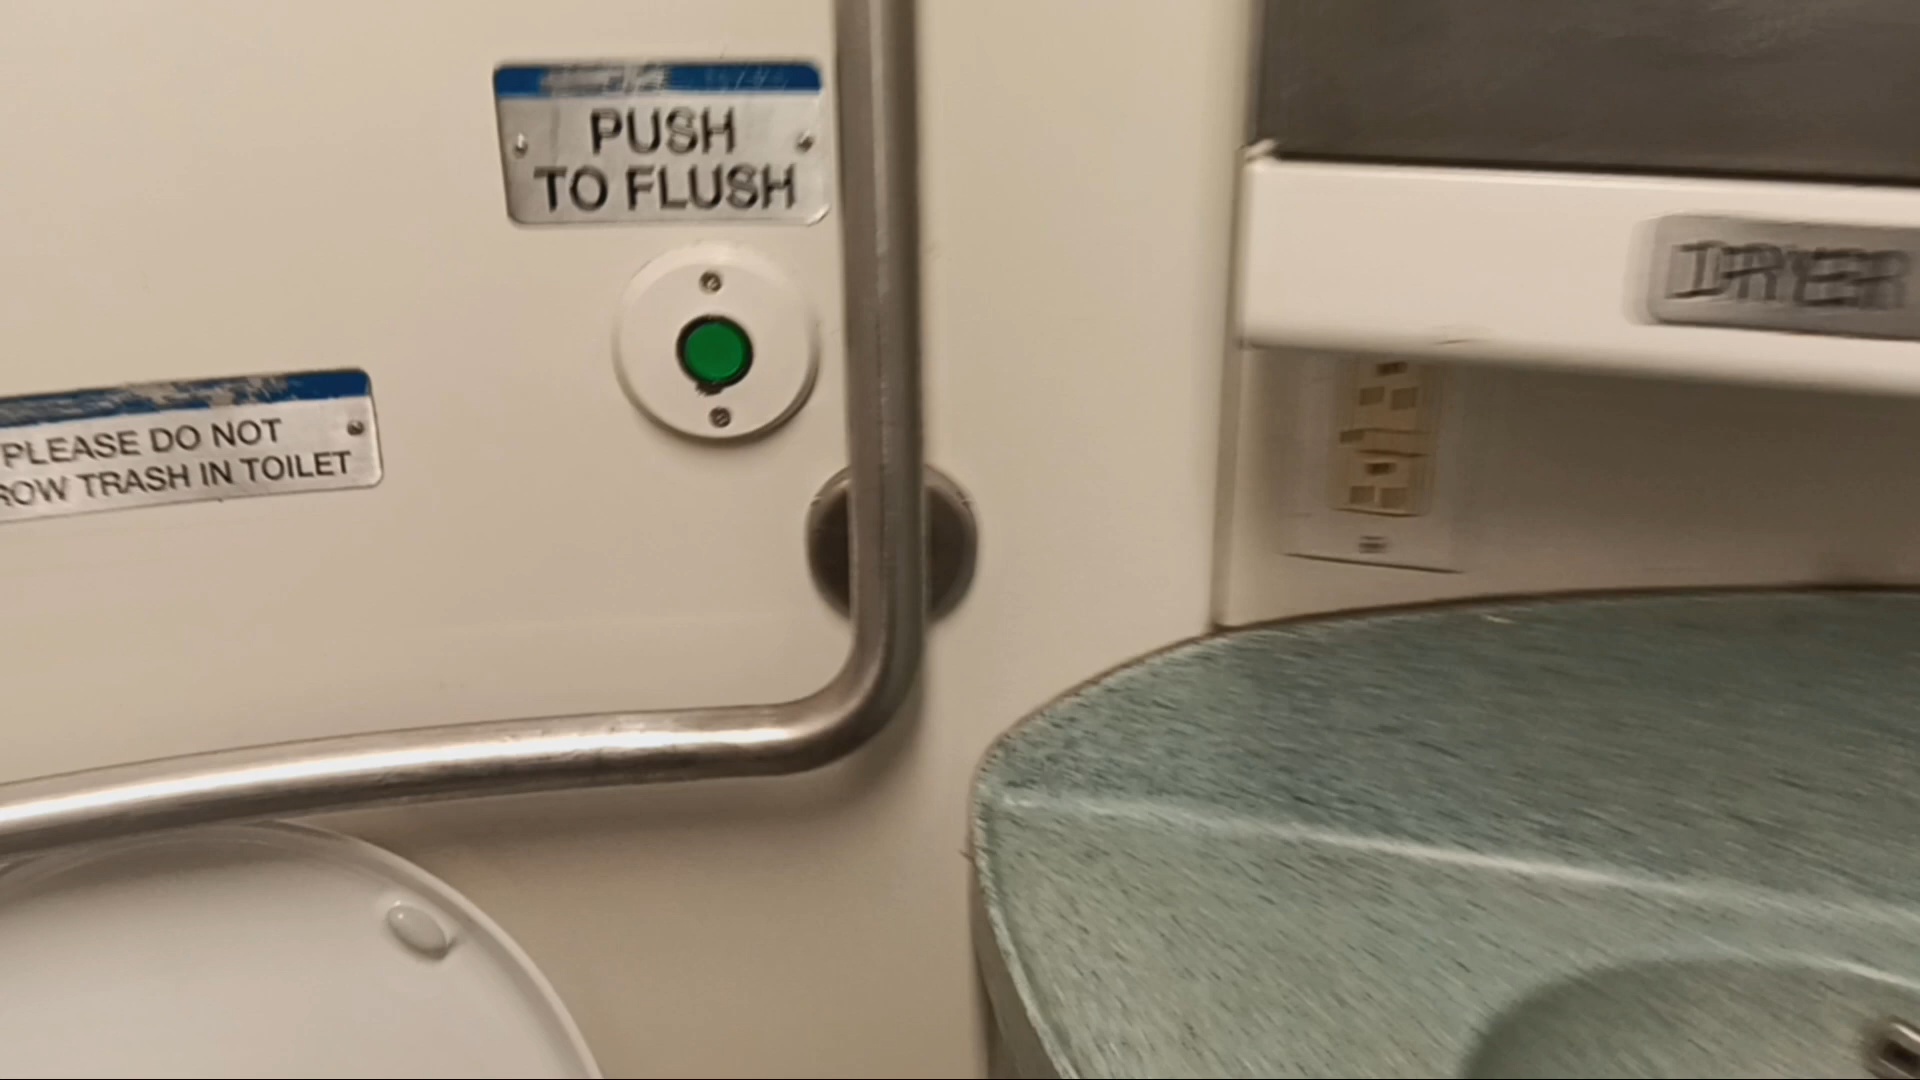 PUSH
TO FLUSH
DRYER
PLEASE DO NOT
ROW TRASH IN TOILET